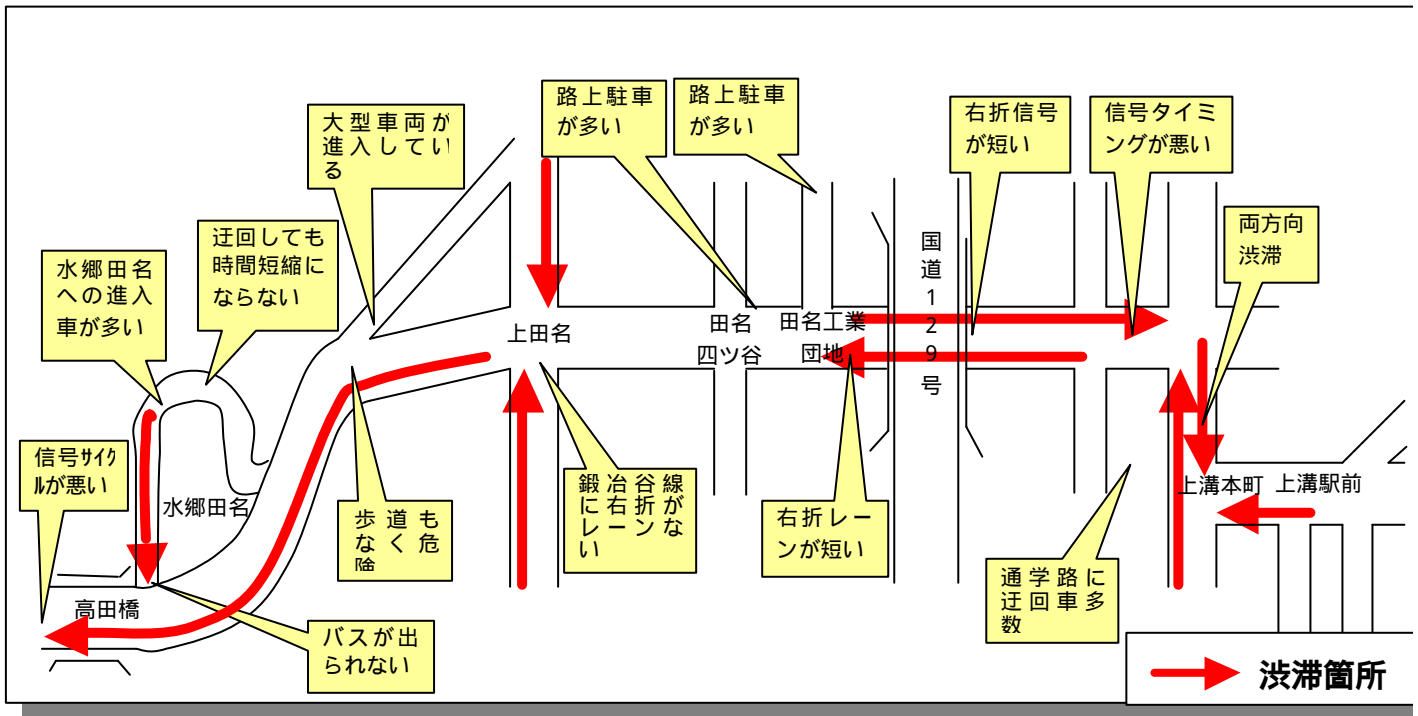 路上駐車
が多い
路上駐車
が多い
右折信号
が短い
信号タイミ
ングが悪い
大型車両が
進入してい
る
両方向
渋滞
迂回しても
時間短縮に
ならない
水郷田名
への進入
車が多い
国道129号
上田名
田名
四ツ谷
田名工業
団地
信号ｻｲｸ
ﾙが悪い
水郷田名
歩道も
なく危
険
鍛冶谷線
に右折が
レーンな
い
右折レー
ンが短い
上溝本町
上溝駅前
通学路に
迂回車多
数
高田橋
バスが出
られない
渋滞箇所